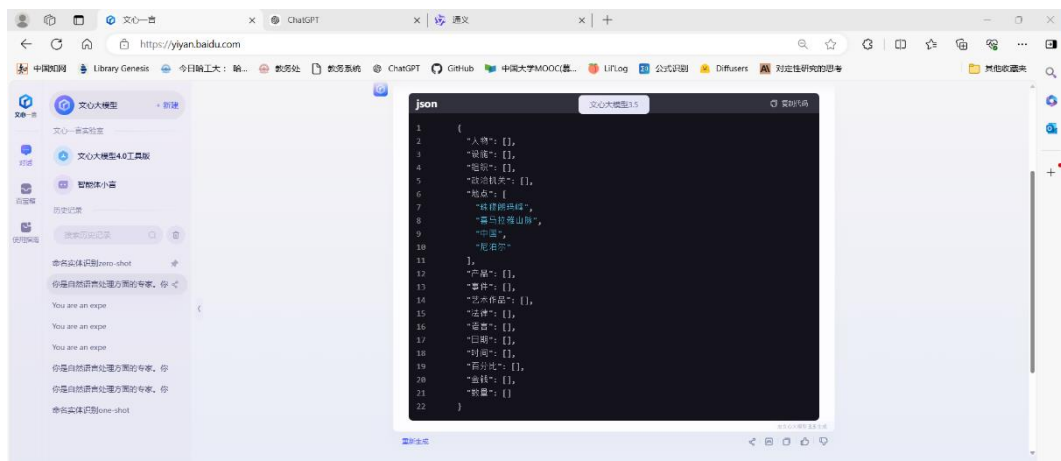 文心一言
ChatGPT
通义
https://yiyan.baidu.com
中国知网
Library Genesis
今日哈工大： 哈...
教务处
教务系统
ChatGPT
GitHub
中国大学MOOC(慕...
Lil'Log
公式识别
Diffusers
对定性研究的思考
其他收藏夹
文心一言
文心大模型
+ 新建
文心一言实验室
对话
文心大模型4.0工具版
百宝箱
智能体小言
历史记录
使用指南
搜索历史记录
命名实体识别zero-shot
你是自然语言处理方面的专家。你
You are an expe
You are an expe
You are an expe
你是自然语言处理方面的专家。你
你是自然语言处理方面的专家。你
命名实体识别one-shot
json
文心大模型3.5
复制代码
1 {
2 "人物": [],
3 "设施": [],
4 "组织": [],
5 "政治机关": [],
6 "地点": [
7 "珠穆朗玛峰",
8 "喜马拉雅山脉",
9 "中国",
10 "尼泊尔"
11 ],
12 "产品": [],
13 "事件": [],
14 "艺术作品": [],
15 "法律": [],
16 "语言": [],
17 "日期": [],
18 "时间": [],
19 "百分比": [],
20 "金钱": [],
21 "数量": []
22 }
重新生成